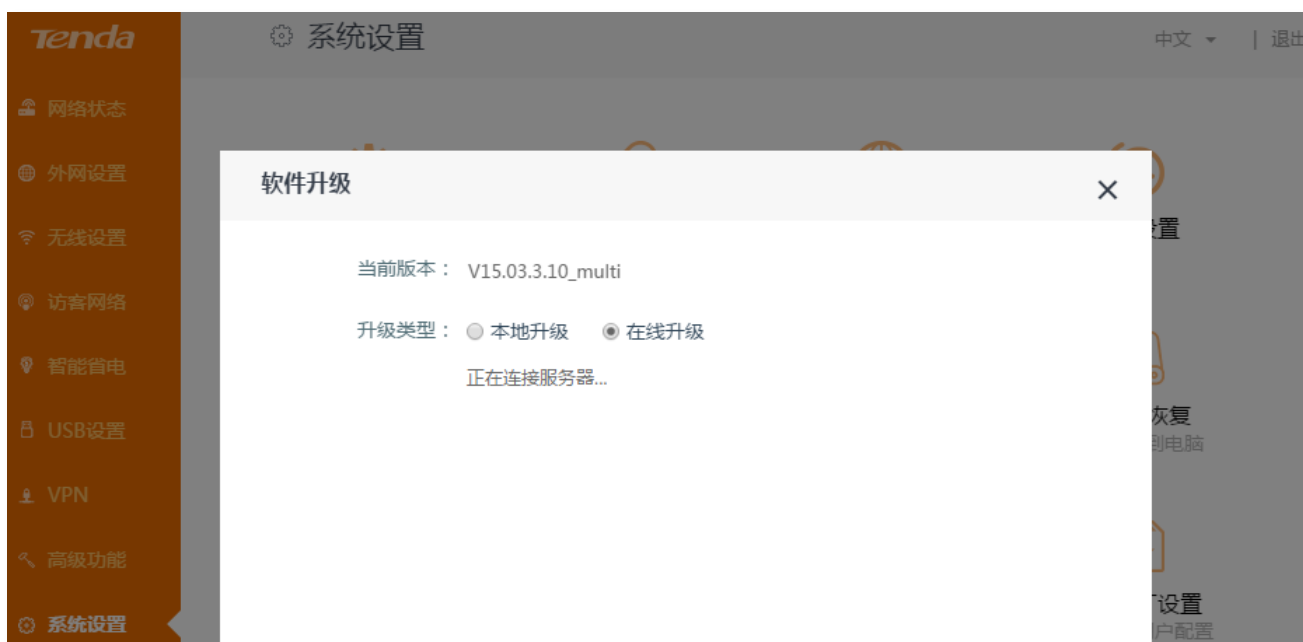 Tenda
系统设置
中文
| 退出
网络状态
外网设置
无线设置
访客网络
智能省电
USB设置
VPN
高级功能
系统设置
软件升级
当前版本： V15.03.3.10_multi
升级类型： 本地升级 在线升级
正在连接服务器...
置
恢复
到电脑
设置
户配置